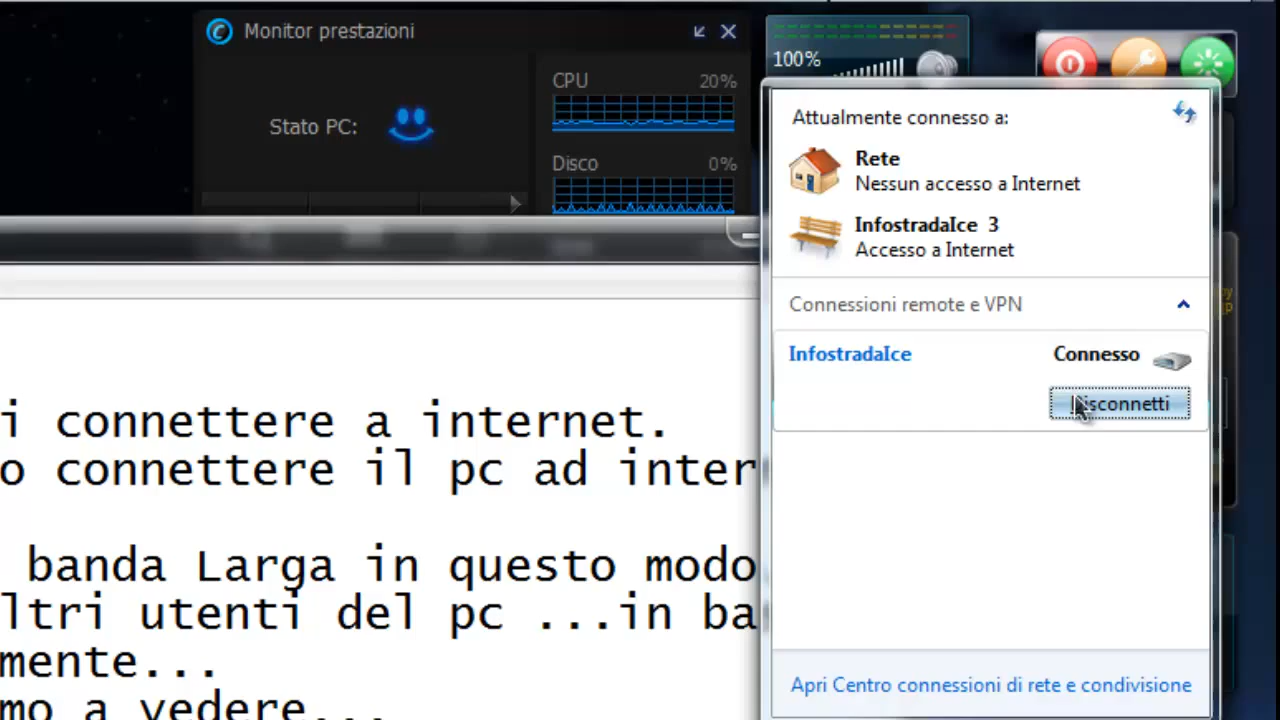 Monitor prestazioni
Stato PC:
CPU 20%
Disco 0%
100%
Attualmente connesso a:
Rete
Nessun accesso a Internet
InfostradaIce 3
Accesso a Internet
Connessioni remote e VPN
InfostradaIce Connesso
Disconnetti
Apri Centro connessioni di rete e condivisione
i connettere a internet.
o connettere il pc ad inter
banda Larga in questo modo
ltri utenti del pc ...in ba
mente...
mo a vedere...